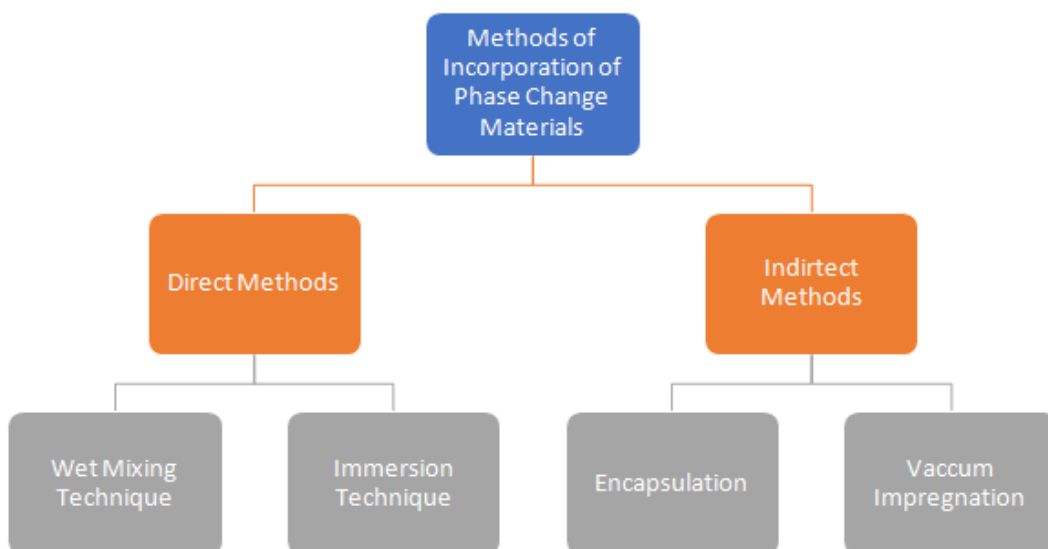 Methods of
Incorporation of
Phase Change
Materials
Direct Methods
Indirtect
Methods
Wet Mixing
Technique
Immersion
Technique
Encapsulation
Vaccum
Impregnation